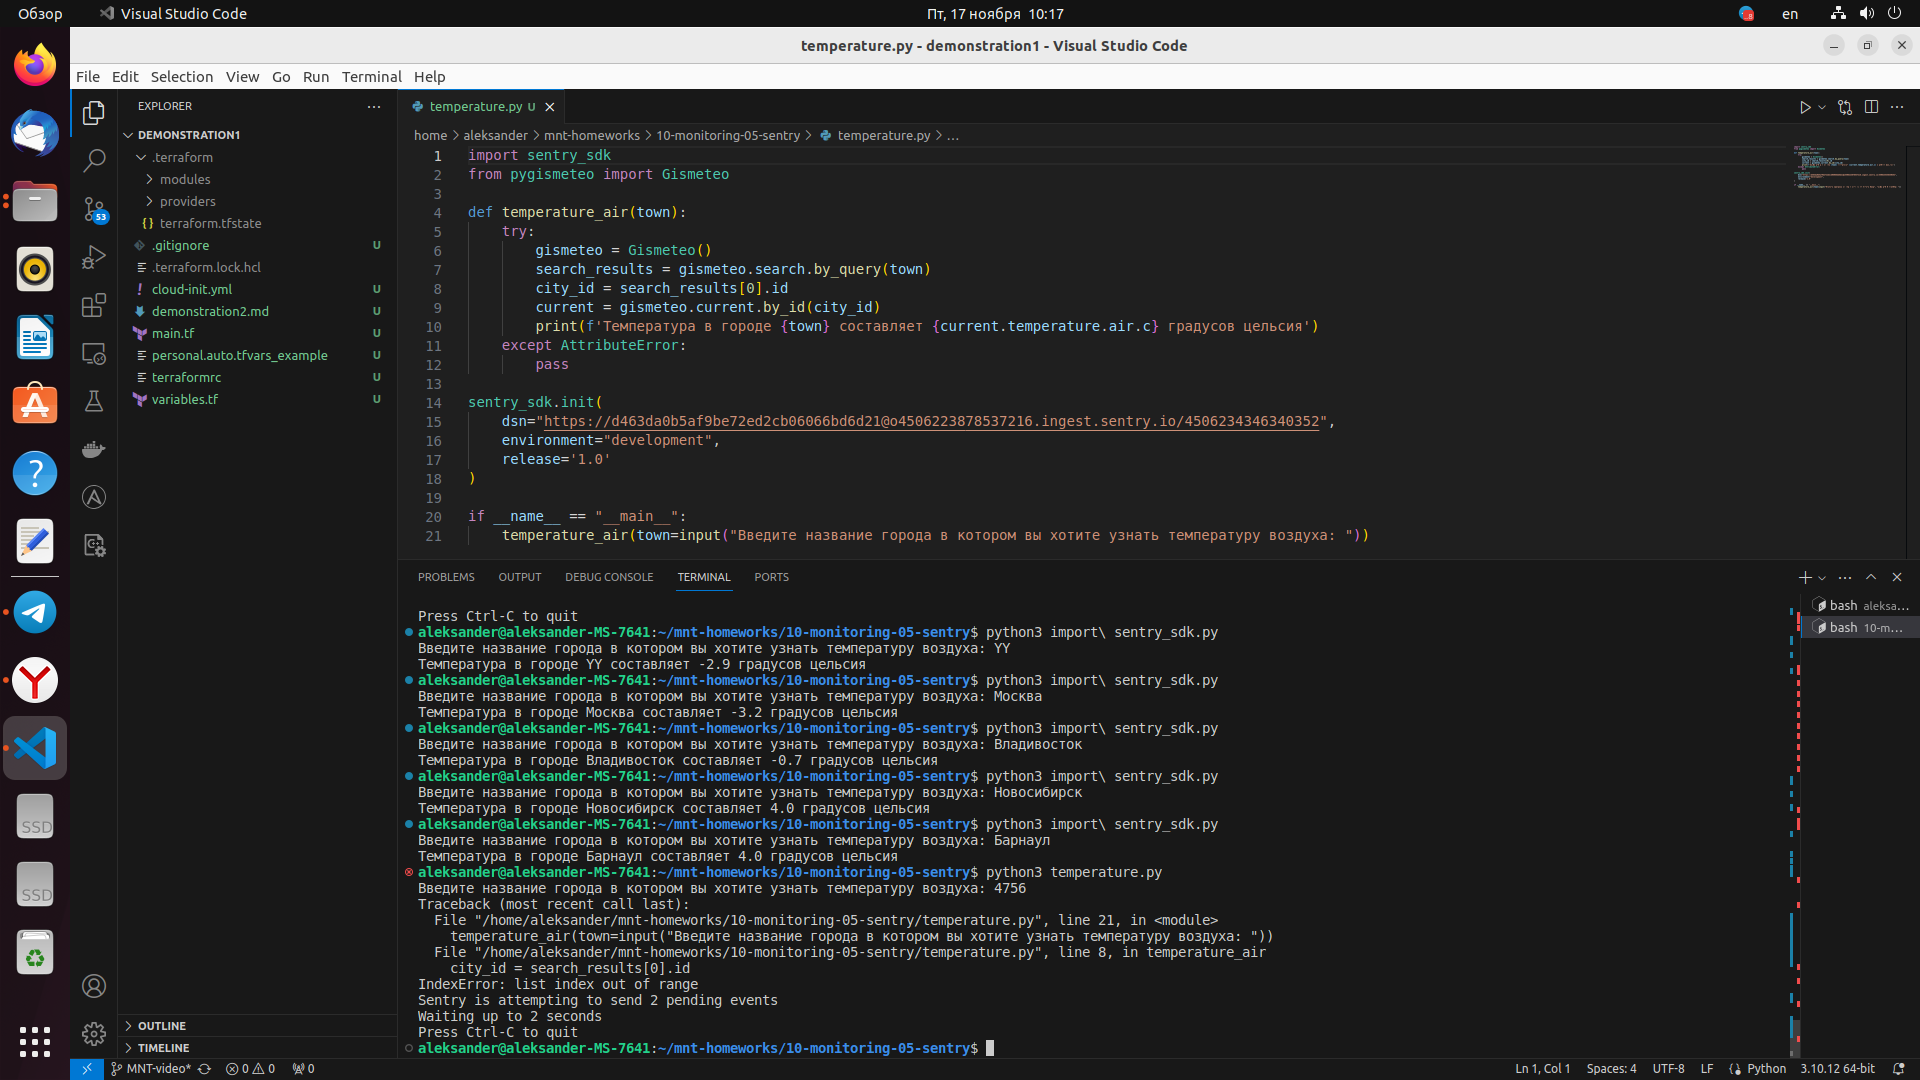 Обзор
Visual Studio Code
Пт, 17 ноября 10:17
en
temperature.py - demonstration1 - Visual Studio Code
File Edit Selection View Go Run Terminal Help
EXPLORER
DEMONSTRATION1
.terraform
modules
providers
{} terraform.tfstate
.gitignore U
.terraform.lock.hcl
! cloud-init.yml U
demonstration2.md U
main.tf U
personal.auto.tfvars_example U
terraformrc U
variables.tf U
OUTLINE
TIMELINE
53
SSD
SSD
temperature.py U
home > aleksander > mnt-homeworks > 10-monitoring-05-sentry > temperature.py > ...
1 import sentry_sdk
2 from pygismeteo import Gismeteo
3
4 def temperature_air(town):
5 try:
6 gismeteo = Gismeteo()
7 search_results = gismeteo.search.by_query(town)
8 city_id = search_results[0].id
9 current = gismeteo.current.by_id(city_id)
10 print(f'Температура в городе {town} составляет {current.temperature.air.c} градусов цельсия')
11 except AttributeError:
12 pass
13
14 sentry_sdk.init(
15 dsn="https://d463da0b5af9be72ed2cb06066bd6d21@o4506223878537216.ingest.sentry.io/4506234346340352",
16 environment="development",
17 release='1.0'
18 )
19
20 if __name__ == "__main__":
21 temperature_air(town=input("Введите название города в котором вы хотите узнать температуру воздуха: "))
PROBLEMS OUTPUT DEBUG CONSOLE TERMINAL PORTS
Press Ctrl-C to quit
aleksander@aleksander-MS-7641:~/mnt-homeworks/10-monitoring-05-sentry$ python3 import\ sentry_sdk.py
Введите название города в котором вы хотите узнать температуру воздуха: YY
Температура в городе YY составляет -2.9 градусов цельсия
aleksander@aleksander-MS-7641:~/mnt-homeworks/10-monitoring-05-sentry$ python3 import\ sentry_sdk.py
Введите название города в котором вы хотите узнать температуру воздуха: Москва
Температура в городе Москва составляет -3.2 градусов цельсия
aleksander@aleksander-MS-7641:~/mnt-homeworks/10-monitoring-05-sentry$ python3 import\ sentry_sdk.py
Введите название города в котором вы хотите узнать температуру воздуха: Владивосток
Температура в городе Владивосток составляет -0.7 градусов цельсия
aleksander@aleksander-MS-7641:~/mnt-homeworks/10-monitoring-05-sentry$ python3 import\ sentry_sdk.py
Введите название города в котором вы хотите узнать температуру воздуха: Новосибирск
Температура в городе Новосибирск составляет 4.0 градусов цельсия
aleksander@aleksander-MS-7641:~/mnt-homeworks/10-monitoring-05-sentry$ python3 import\ sentry_sdk.py
Введите название города в котором вы хотите узнать температуру воздуха: Барнаул
Температура в городе Барнаул составляет 4.0 градусов цельсия
aleksander@aleksander-MS-7641:~/mnt-homeworks/10-monitoring-05-sentry$ python3 temperature.py
Введите название города в котором вы хотите узнать температуру воздуха: 4756
Traceback (most recent call last):
File "/home/aleksander/mnt-homeworks/10-monitoring-05-sentry/temperature.py", line 21, in <module>
temperature_air(town=input("Введите название города в котором вы хотите узнать температуру воздуха: "))
File "/home/aleksander/mnt-homeworks/10-monitoring-05-sentry/temperature.py", line 8, in temperature_air
city_id = search_results[0].id
IndexError: list index out of range
Sentry is attempting to send 2 pending events
Waiting up to 2 seconds
Press Ctrl-C to quit
aleksander@aleksander-MS-7641:~/mnt-homeworks/10-monitoring-05-sentry$
bash aleksa...
bash 10-m...
MNT-video* 0 0 0
Ln 1, Col 1 Spaces: 4 UTF-8 LF Python 3.10.12 64-bit